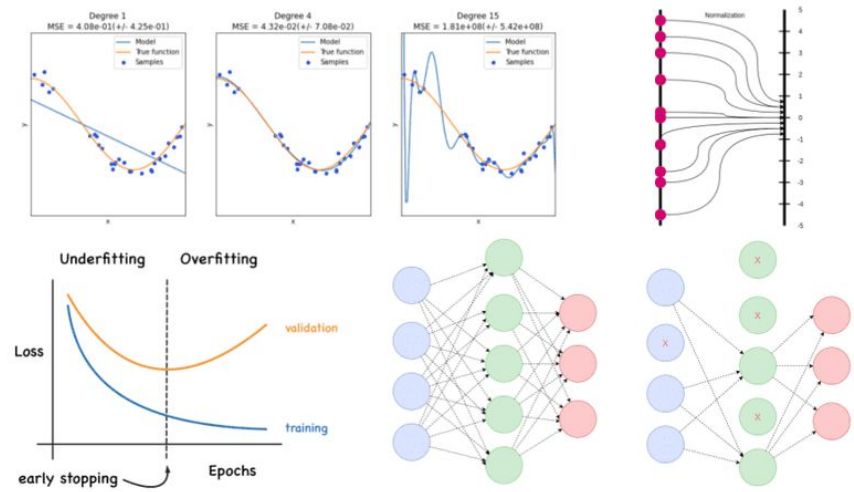 Degree 1
MSE = 4.08e-01(+/- 4.25e-01)
Model
True function
Samples
y
x
Degree 4
MSE = 4.32e-02(+/- 7.08e-02)
Model
True function
Samples
y
x
Degree 15
MSE = 1.81e+08(+/- 5.42e+08)
Model
True function
Samples
y
x
Normalization
5
4
3
2
1
0
-1
-2
-3
-4
-5
Underfitting
Overfitting
Loss
validation
training
early stopping
Epochs
X
X
X
X